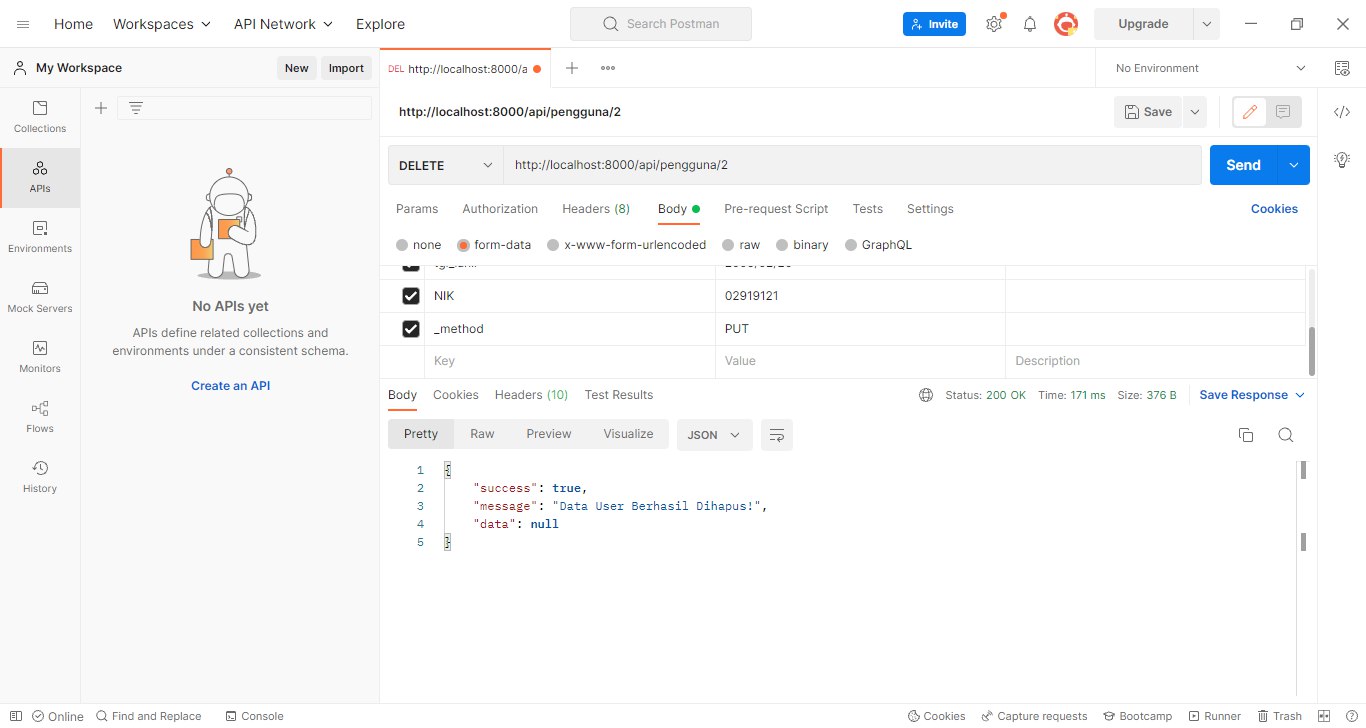 Home Workspaces API Network Explore Search Postman Invite Upgrade
My Workspace New Import DEL http://localhost:8000/a No Environment
http://localhost:8000/api/pengguna/2 Save
DELETE http://localhost:8000/api/pengguna/2 Send
Params Authorization Headers (8) Body Pre-request Script Tests Settings Cookies
none form-data x-www-form-urlencoded raw binary GraphQL
NIK 02919121
_method PUT
Key Value Description
Collections
APIs
Environments
Mock Servers
Monitors
Flows
History
No APIs yet
APIs define related collections and
environments under a consistent schema.
Create an API
Body Cookies Headers (10) Test Results Status: 200 OK Time: 171 ms Size: 376 B Save Response
Pretty Raw Preview Visualize JSON
1 {
2 "success": true,
3 "message": "Data User Berhasil Dihapus!",
4 "data": null
5 }
Online Find and Replace Console Cookies Capture requests Bootcamp Runner Trash